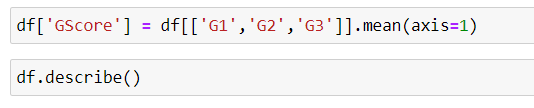 df['GScore'] = df[['G1','G2','G3']].mean(axis=1)
df.describe()